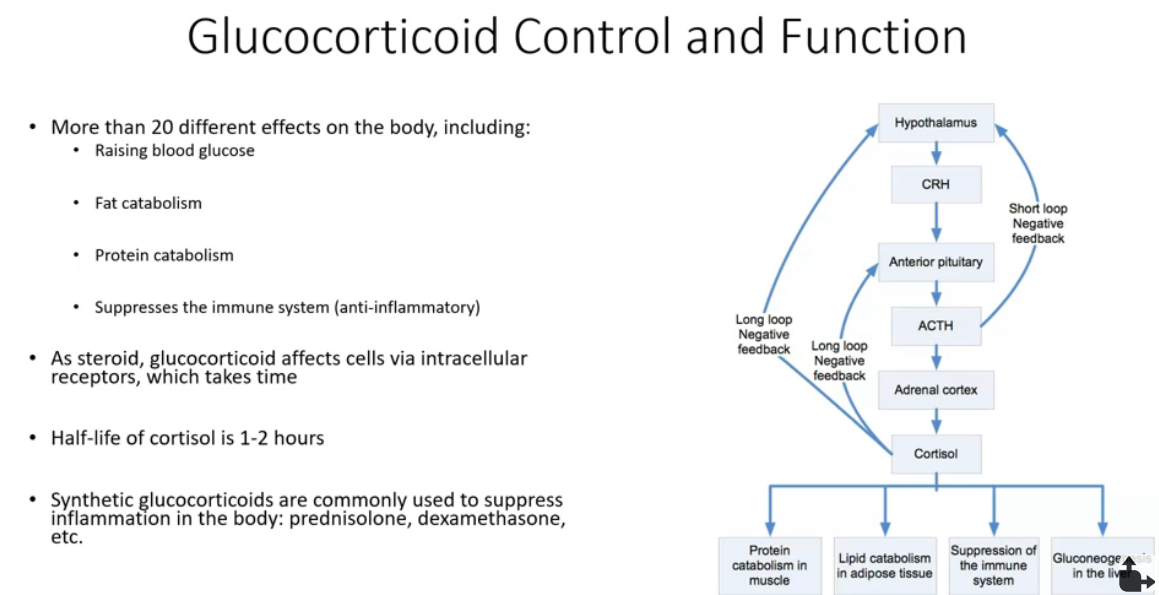 Glucocorticoid Control and Function
• More than 20 different effects on the body, including:
• Raising blood glucose
• Fat catabolism
• Protein catabolism
• Suppresses the immune system (anti-inflammatory)
• As steroid, glucocorticoid affects cells via intracellular
receptors, which takes time
• Half-life of cortisol is 1-2 hours
• Synthetic glucocorticoids are commonly used to suppress
inflammation in the body: prednisolone, dexamethasone,
etc.
Hypothalamus
CRH
Short loop
Negative
feedback
Anterior pituitary
ACTH
Long loop
Negative
feedback
Long loop
Negative
feedback
Adrenal cortex
Cortisol
Protein
catabolism in
muscle
Lipid catabolism
in adipose tissue
Suppression of
the immune
system
in the